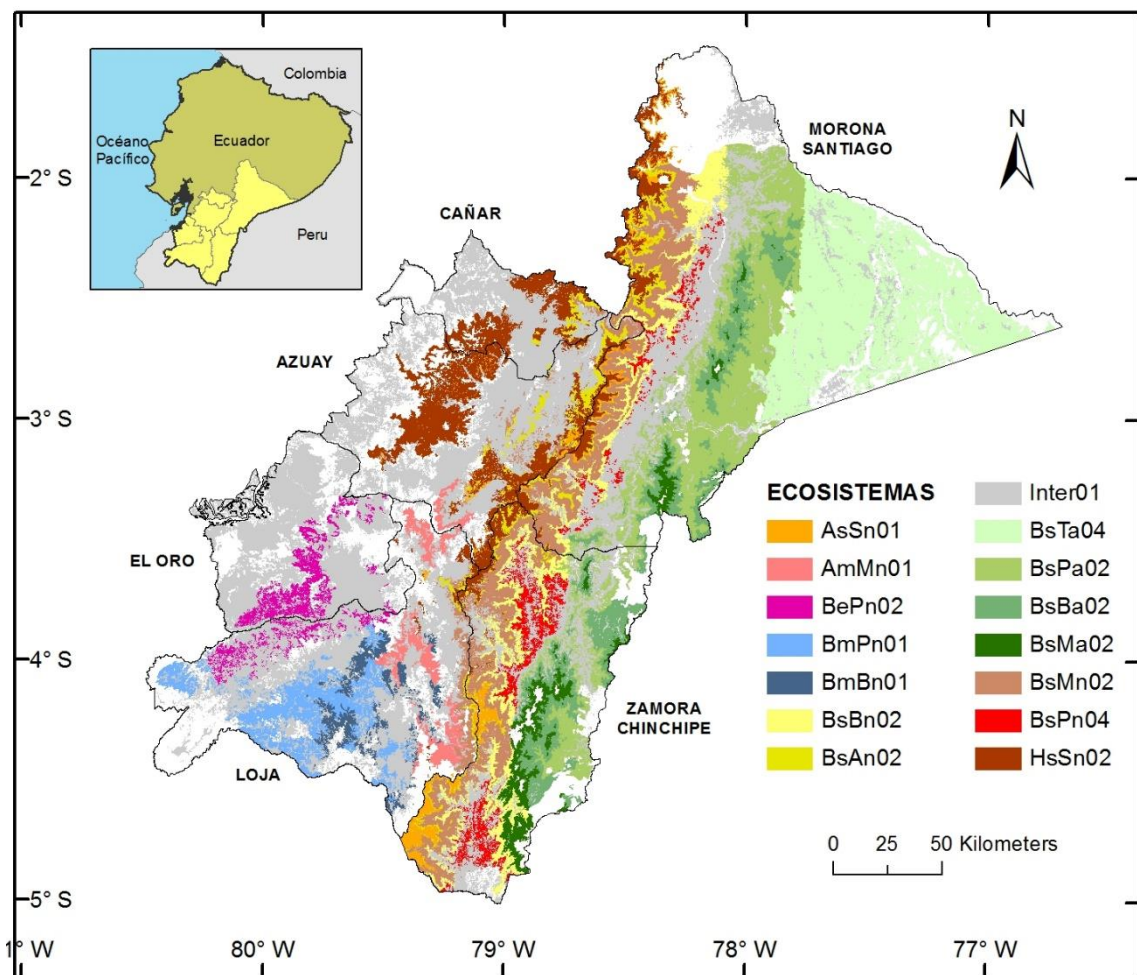 Colombia
Océano
Pacífico
Ecuador
Peru
N
MORONA
SANTIAGO
2° S
CAÑAR
AZUAY
3° S
ECOSISTEMAS
AsSn01
AmMn01
BePn02
BmPn01
BmBn01
BsBn02
BsAn02
Inter01
BsTa04
BsPa02
BsBa02
BsMa02
BsMn02
BsPn04
HsSn02
EL ORO
4° S
ZAMORA
CHINCHIPE
LOJA
0 25 50 Kilometers
5° S
1° W 80° W 79° W 78° W 77° W